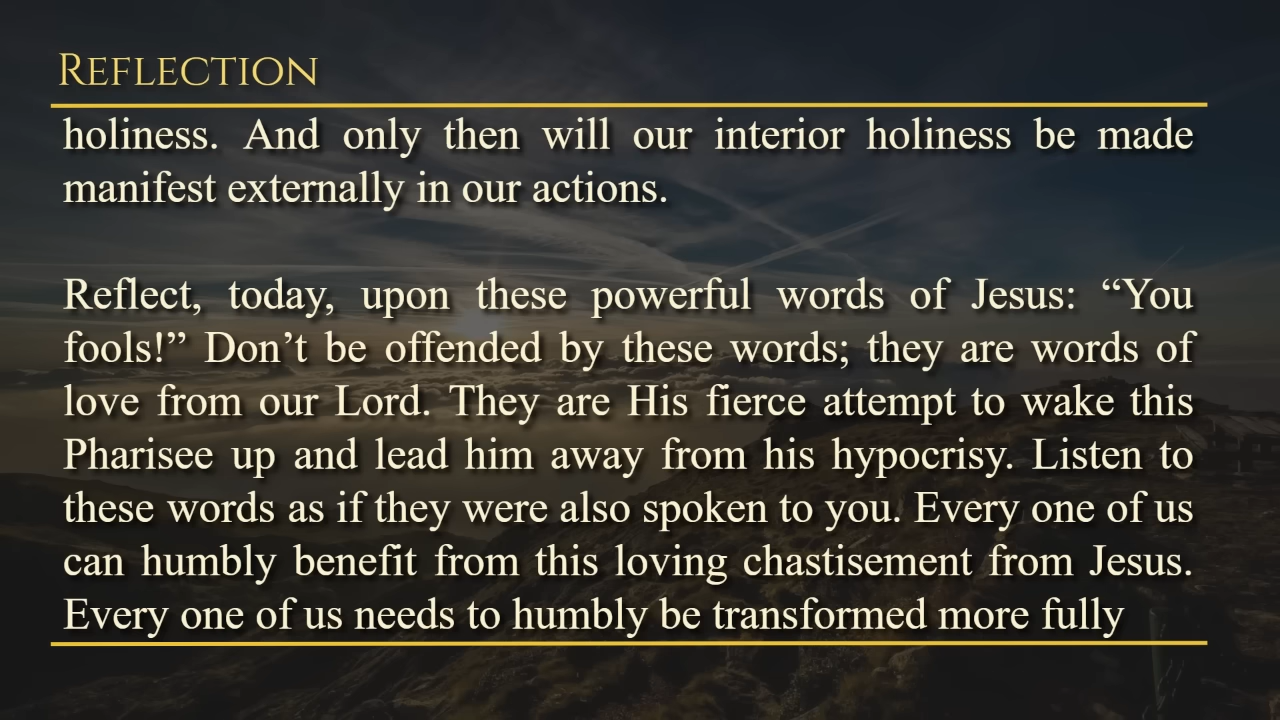 REFLECTION
holiness. And only then will our interior holiness be made
manifest externally in our actions.
Reflect, today, upon these powerful words of Jesus: “You
fools!” Don’t be offended by these words; they are words of
love from our Lord. They are His fierce attempt to wake this
Pharisee up and lead him away from his hypocrisy. Listen to
these words as if they were also spoken to you. Every one of us
can humbly benefit from this loving chastisement from Jesus.
Every one of us needs to humbly be transformed more fully